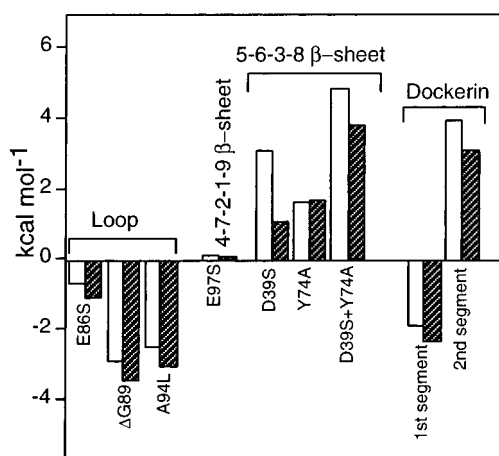 kcal mol-1
6
4
2
0
-2
-4
Loop
4-7-2-1-9 β-sheet
5-6-3-8 β-sheet
Dockerin
E86S
ΔG89
A94L
E97S
D39S
Y74A
D39S+Y74A
1st segment
2nd segment